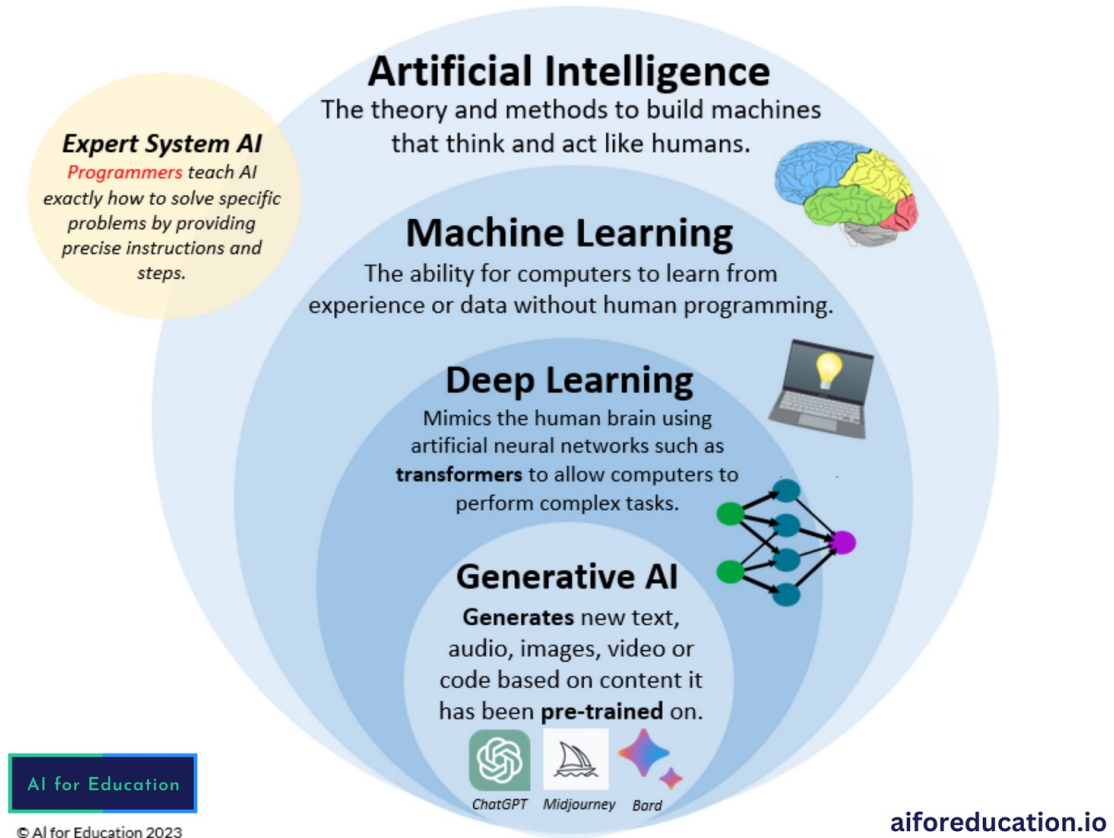 Artificial Intelligence
The theory and methods to build machines
that think and act like humans.
Expert System AI
Programmers teach AI
exactly how to solve specific
problems by providing
precise instructions and
steps.
Machine Learning
The ability for computers to learn from
experience or data without human programming.
Deep Learning
Mimics the human brain using
artificial neural networks such as
transformers to allow computers to
perform complex tasks.
Generative AI
Generates new text,
audio, images, video or
code based on content it
has been pre-trained on.
ChatGPT Midjourney Bard
AI for Education
© AI for Education 2023
aiforeducation.io